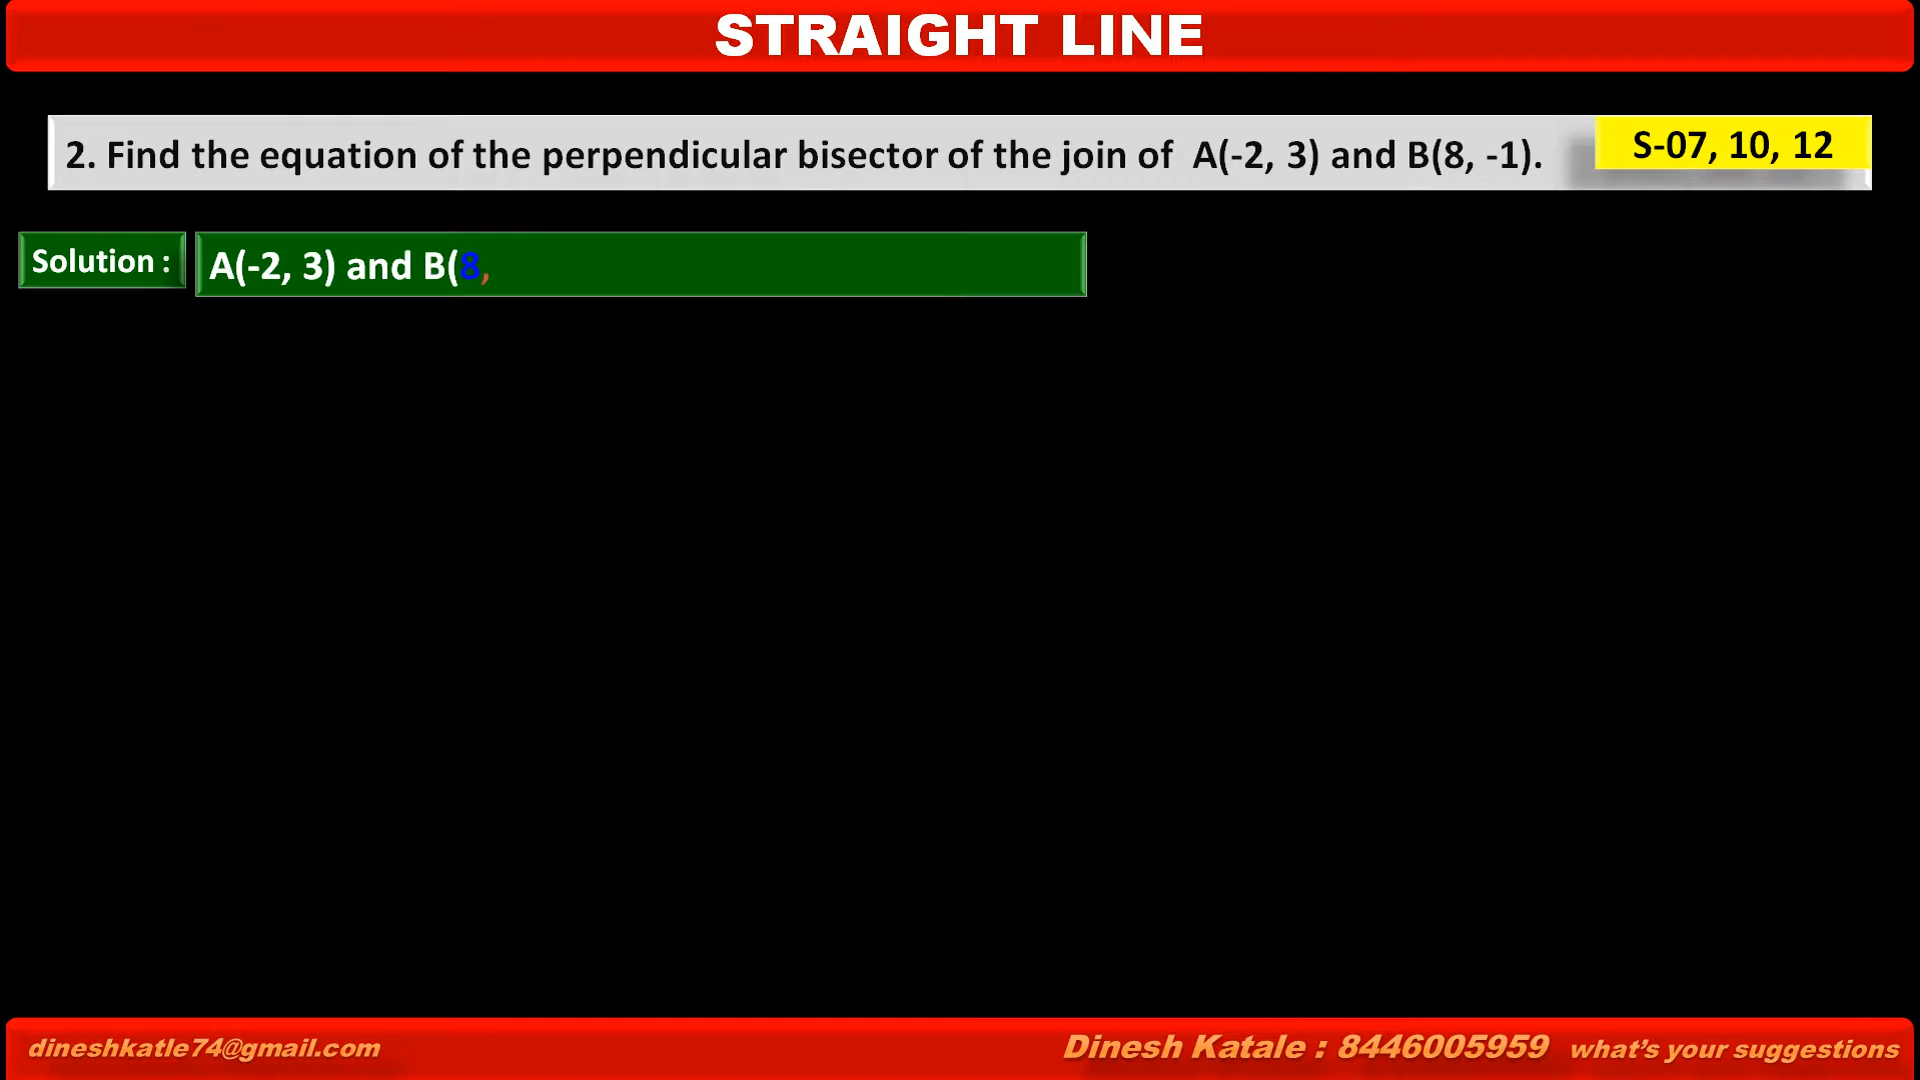 STRAIGHT LINE
2. Find the equation of the perpendicular bisector of the join of A(-2, 3) and B(8, -1).
S-07, 10, 12
Solution :
A(-2, 3) and B(8,
dineshkatle74@gmail.com
Dinesh Katale : 8446005959
what's your suggestions